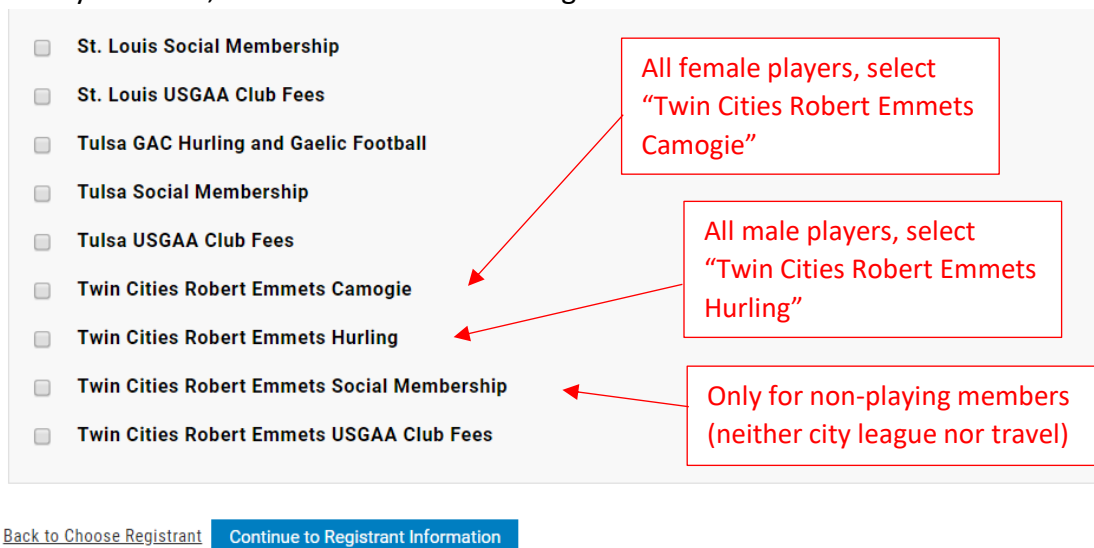 St. Louis Social Membership
St. Louis USGAA Club Fees
Tulsa GAC Hurling and Gaelic Football
Tulsa Social Membership
Tulsa USGAA Club Fees
Twin Cities Robert Emmets Camogie
Twin Cities Robert Emmets Hurling
Twin Cities Robert Emmets Social Membership
Twin Cities Robert Emmets USGAA Club Fees
All female players, select
“Twin Cities Robert Emmets
Camogie”
All male players, select
“Twin Cities Robert Emmets
Hurling”
Only for non-playing members
(neither city league nor travel)
Back to Choose Registrant
Continue to Registrant Information